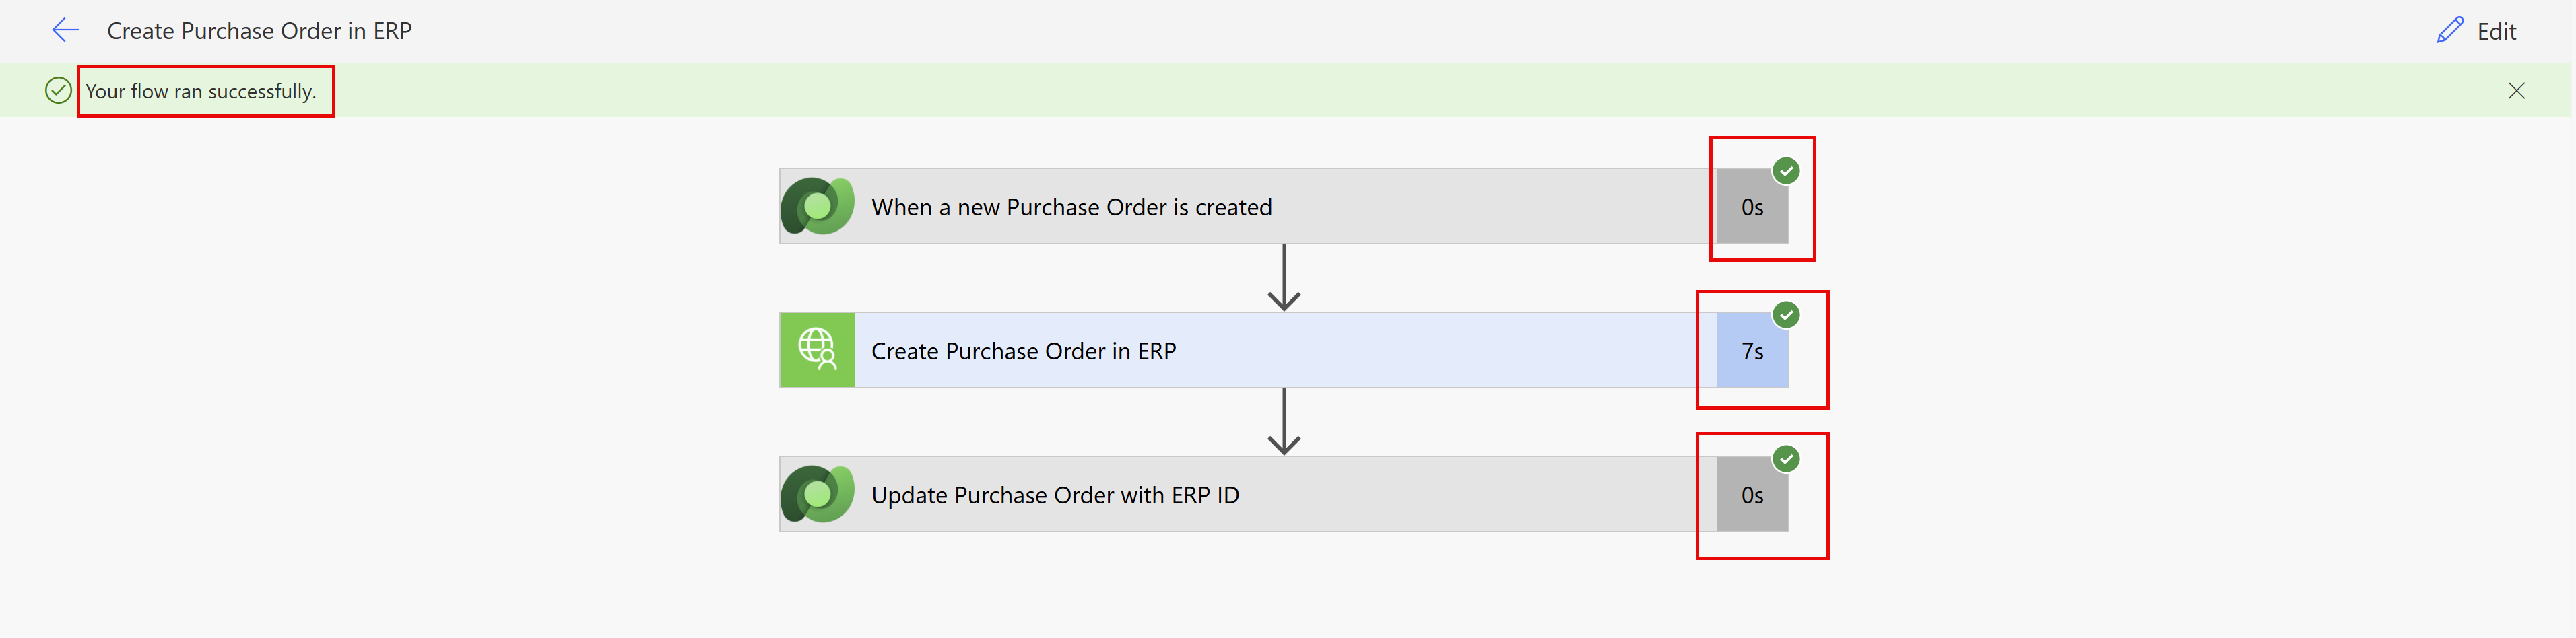 Create Purchase Order in ERP
Edit
Your flow ran successfully.
When a new Purchase Order is created
0s
Create Purchase Order in ERP
7s
Update Purchase Order with ERP ID
0s